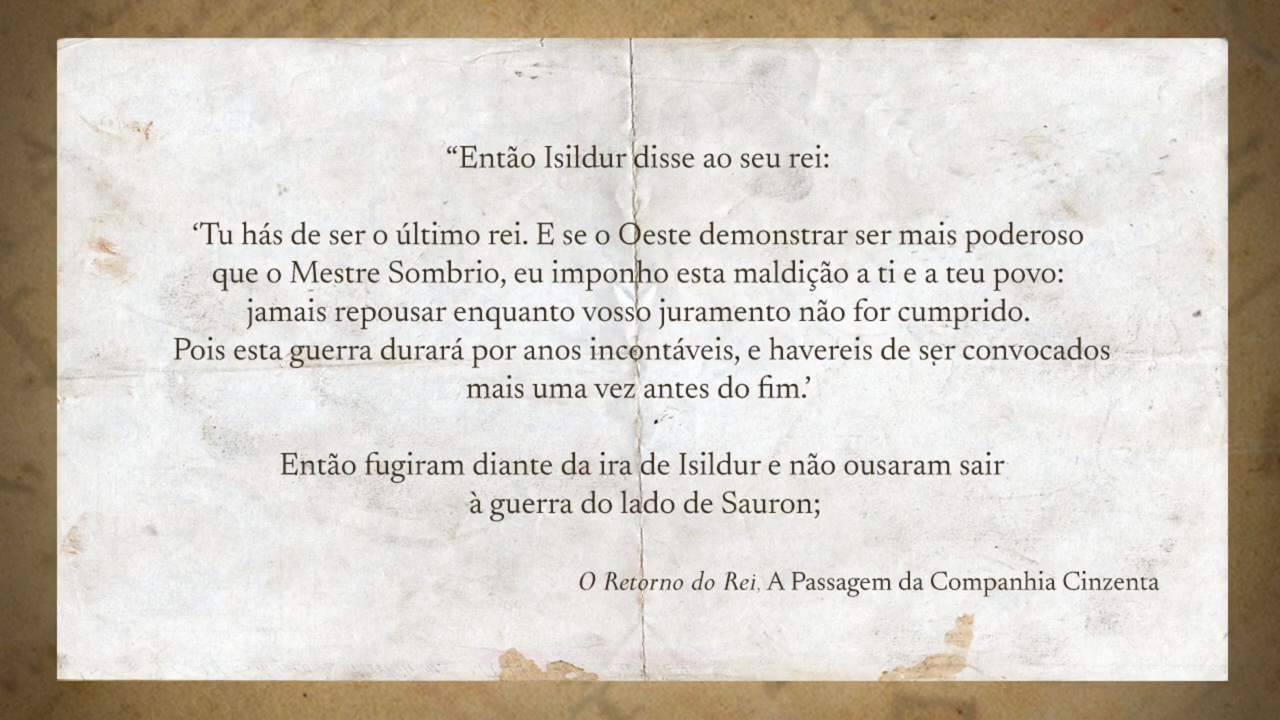 “Então Isildur disse ao seu rei:
‘Tu hás de ser o último rei. E se o Oeste demonstrar ser mais poderoso
que o Mestre Sombrio, eu imponho esta maldição a ti e a teu povo:
jamais repousar enquanto vosso juramento não for cumprido.
Pois esta guerra durará por anos incontáveis, e havereis de ser convocados
mais uma vez antes do fim.’
Então fugiram diante da ira de Isildur e não ousaram sair
à guerra do lado de Sauron;
O Retorno do Rei, A Passagem da Companhia Cinzenta